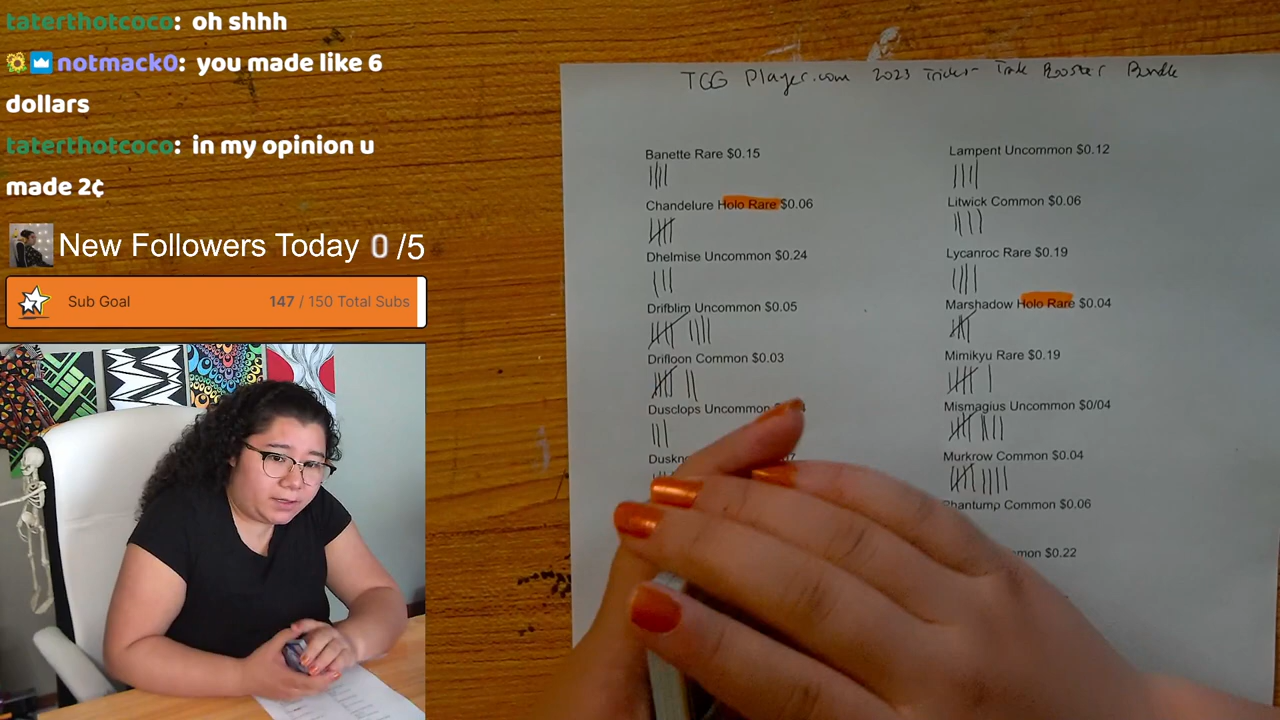 taterthotcoco: oh shhh
notmack0: you made like 6
dollars
taterthotcoco: in my opinion u
made 2¢
New Followers Today 0 /5
Sub Goal 147 / 150 Total Subs
TCG Player.com 2023 Trick or Trade Booster Bundle
Banette Rare $0.15
Chandelure Holo Rare $0.06
Dhelmise Uncommon $0.24
Drifblim Uncommon $0.05
Drifloon Common $0.03
Dusclops Uncommon
Lampent Uncommon $0.12
Litwick Common $0.06
Lycanroc Rare $0.19
Marshadow Holo Rare $0.04
Mimikyu Rare $0.19
Mismagius Uncommon $0/04
Murkrow Common $0.04
Phantump Common $0.06
$0.22